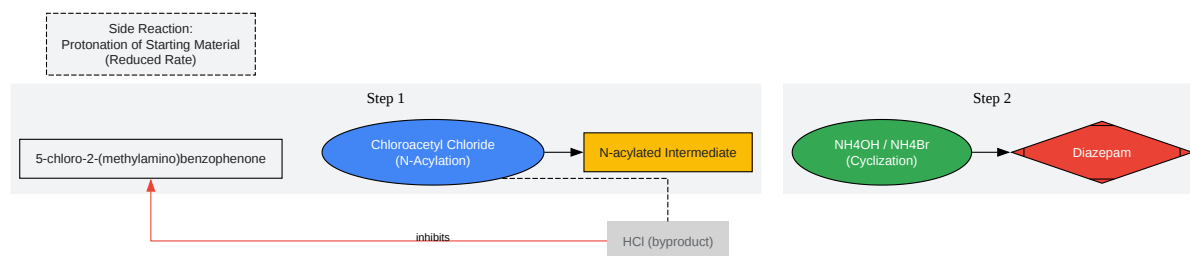 Side Reaction:
Protonation of Starting Material
(Reduced Rate)
Step 1
5-chloro-2-(methylamino)benzophenone
Chloroacetyl Chloride
(N-Acylation)
N-acylated Intermediate
Step 2
NH4OH / NH4Br
(Cyclization)
Diazepam
inhibits
HCl (byproduct)